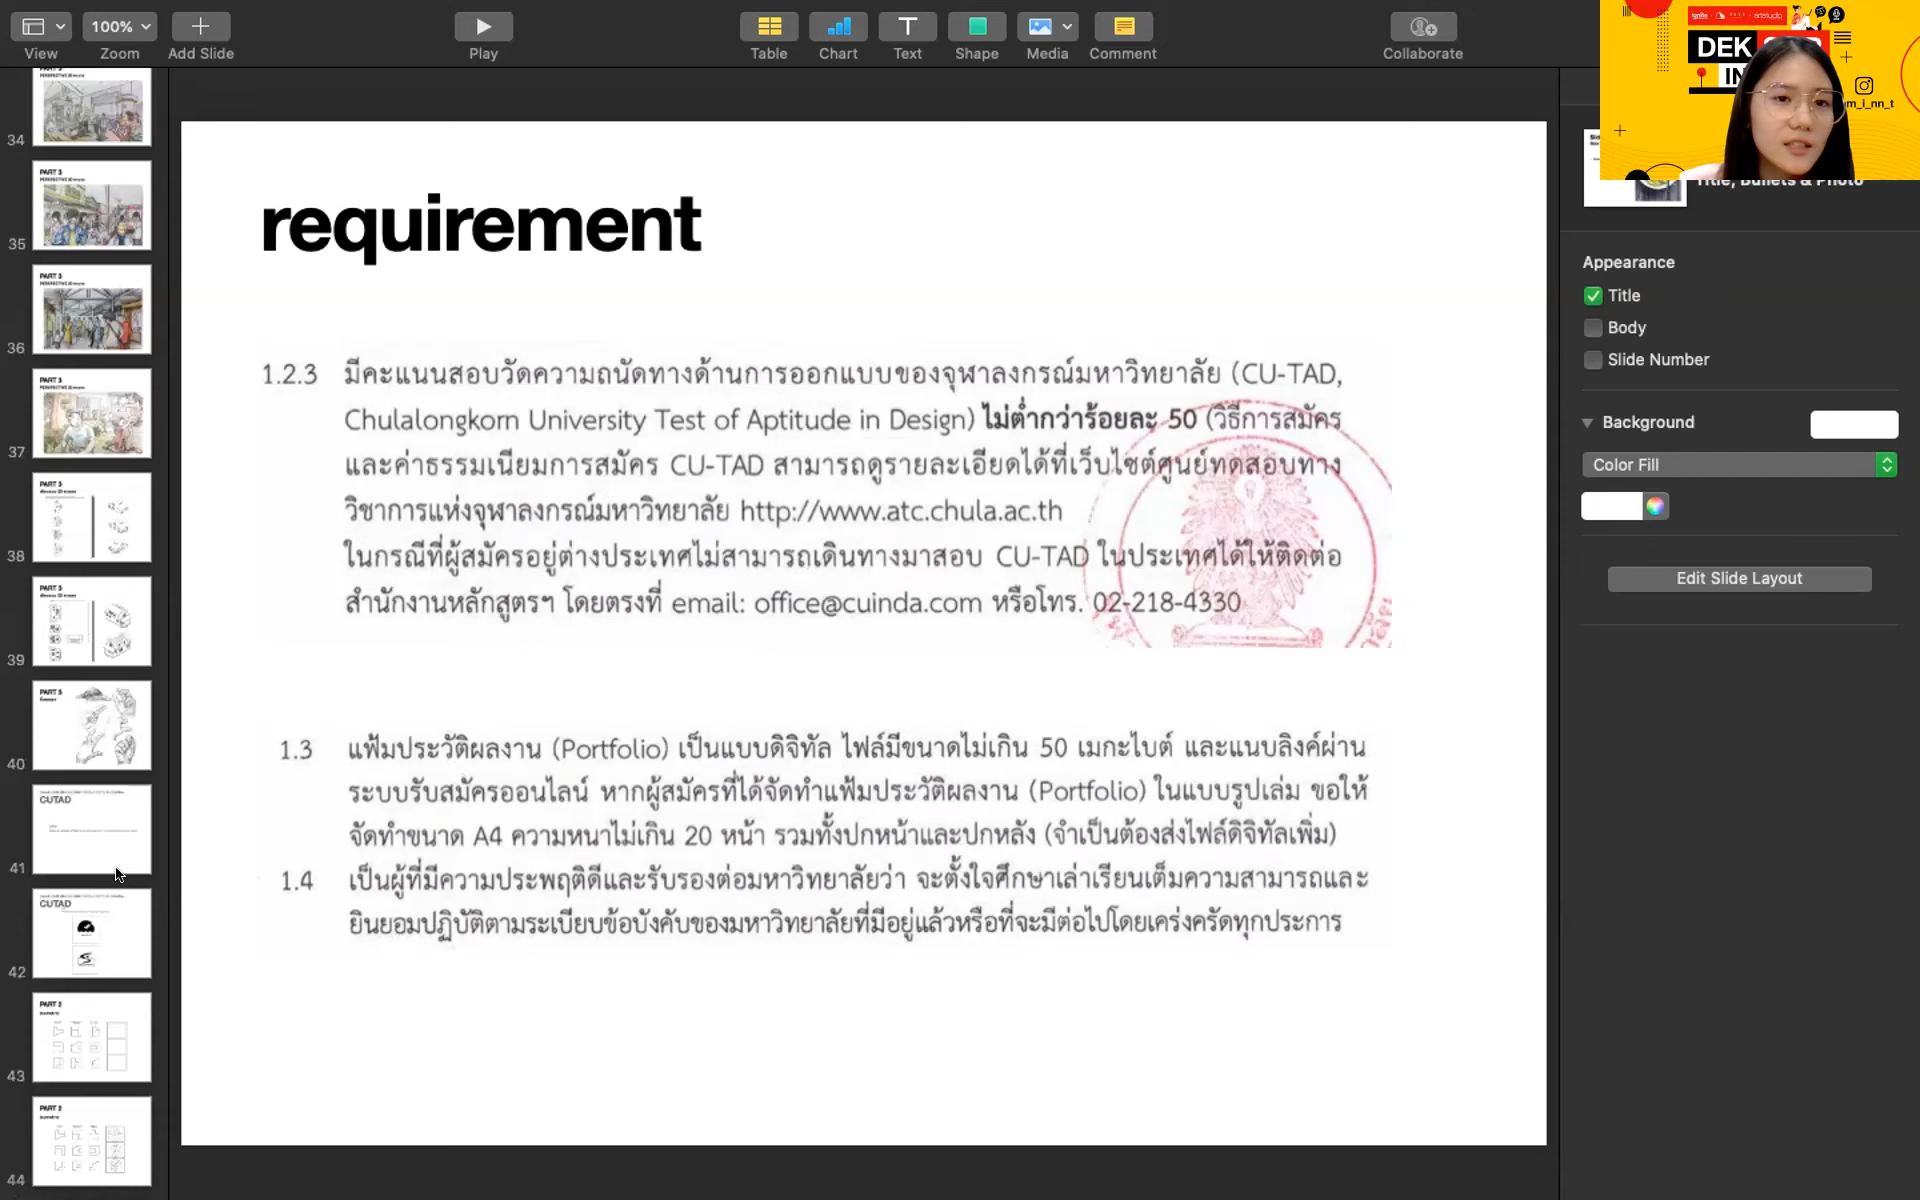 100%
View
Zoom
Add Slide
Play
Table
Chart
Text
Shape
Media
Comment
Collaborate
DEK
IN
m_i_nn_t
Title, Bullets & Photo
34
PART 3
35
PART 3
36
PART 3
37
PART 3
38
PART 3
39
PART 3
40
CUTAD
41
CUTAD
42
PART 2
43
PART 2
44
requirement
1.2.3 มีคะแนนสอบวัดความถนัดทางด้านการออกแบบของจุฬาลงกรณ์มหาวิทยาลัย (CU-TAD,
Chulalongkorn University Test of Aptitude in Design) ไม่ต่ำกว่าร้อยละ 50 (วิธีการสมัคร
และค่าธรรมเนียมการสมัคร CU-TAD สามารถดูรายละเอียดได้ที่เว็บไซต์ศูนย์ทดสอบทาง
วิชาการแห่งจุฬาลงกรณ์มหาวิทยาลัย http://www.atc.chula.ac.th
ในกรณีที่ผู้สมัครอยู่ต่างประเทศไม่สามารถเดินทางมาสอบ CU-TAD ในประเทศได้ให้ติดต่อ
สำนักงานหลักสูตรฯ โดยตรงที่ email: office@cuinda.com หรือโทร. 02-218-4330
1.3 แฟ้มประวัติผลงาน (Portfolio) เป็นแบบดิจิทัล ไฟล์มีขนาดไม่เกิน 50 เมกะไบต์ และแนบลิงค์ผ่าน
ระบบรับสมัครออนไลน์ หากผู้สมัครที่ได้จัดทำแฟ้มประวัติผลงาน (Portfolio) ในแบบรูปเล่ม ขอให้
จัดทำขนาด A4 ความหนาไม่เกิน 20 หน้า รวมทั้งปกหน้าและปกหลัง (จำเป็นต้องส่งไฟล์ดิจิทัลเพิ่ม)
1.4 เป็นผู้ที่มีความประพฤติดีและรับรองต่อมหาวิทยาลัยว่า จะตั้งใจศึกษาเล่าเรียนเต็มความสามารถและ
ยินยอมปฏิบัติตามระเบียบข้อบังคับของมหาวิทยาลัยที่มีอยู่แล้วหรือที่จะมีต่อไปโดยเคร่งครัดทุกประการ
Appearance
Title
Body
Slide Number
Background
Color Fill
Edit Slide Layout